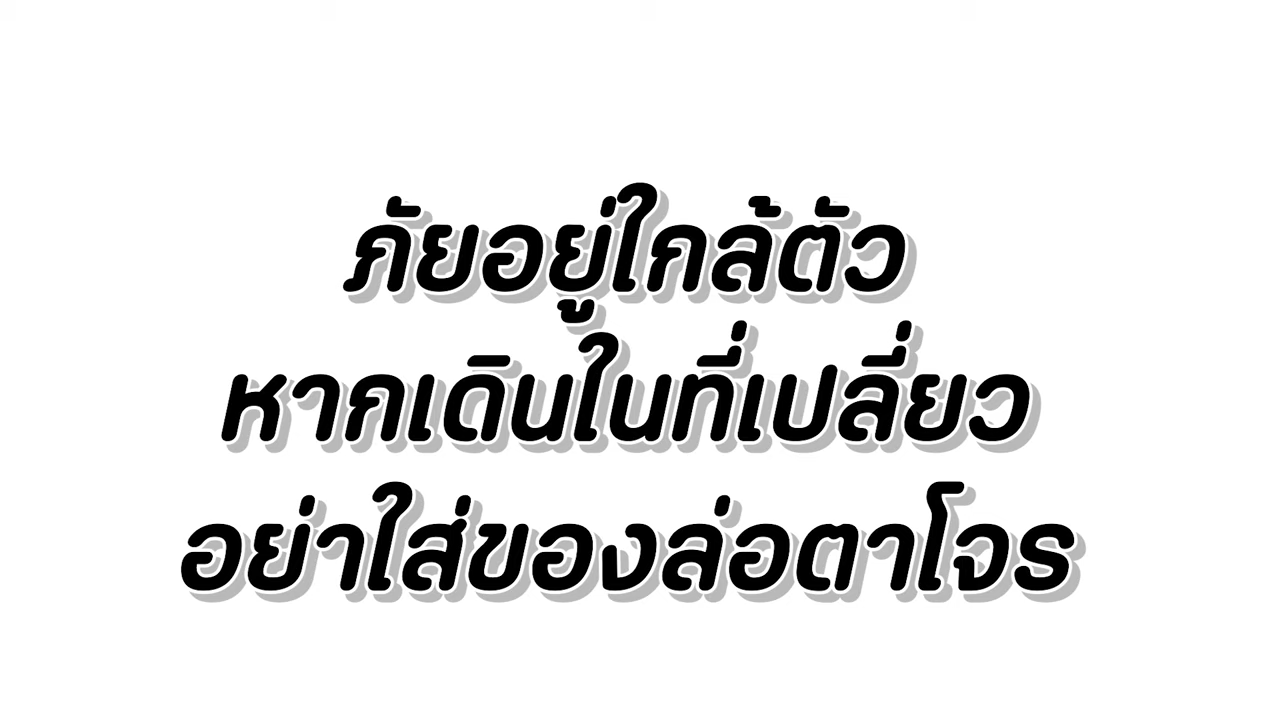 ภัยอยู่ใกล้ตัว
หากเดินในที่เปลี่ยว
อย่าใส่ของล่อตาโจร